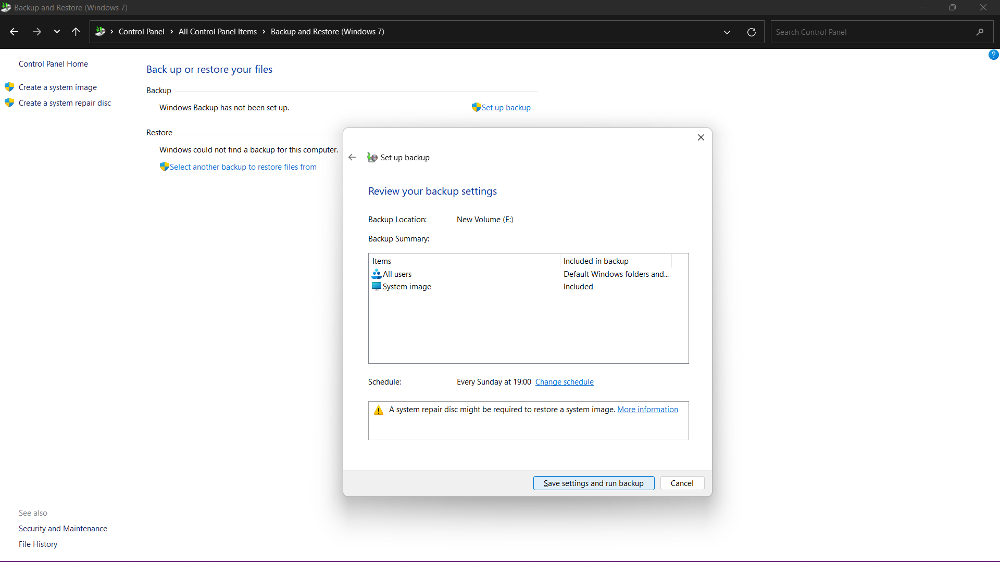 Backup and Restore (Windows 7)
Control Panel > All Control Panel Items > Backup and Restore (Windows 7)
Search Control Panel
?
Control Panel Home
Create a system image
Create a system repair disc
Back up or restore your files
Backup
Windows Backup has not been set up.
Set up backup
Restore
Windows could not find a backup for this computer.
Select another backup to restore files from
Set up backup
Review your backup settings
Backup Location: New Volume (E:)
Backup Summary:
Items Included in backup
All users Default Windows folders and...
System image Included
Schedule: Every Sunday at 19:00 Change schedule
A system repair disc might be required to restore a system image. More information
Save settings and run backup Cancel
See also
Security and Maintenance
File History